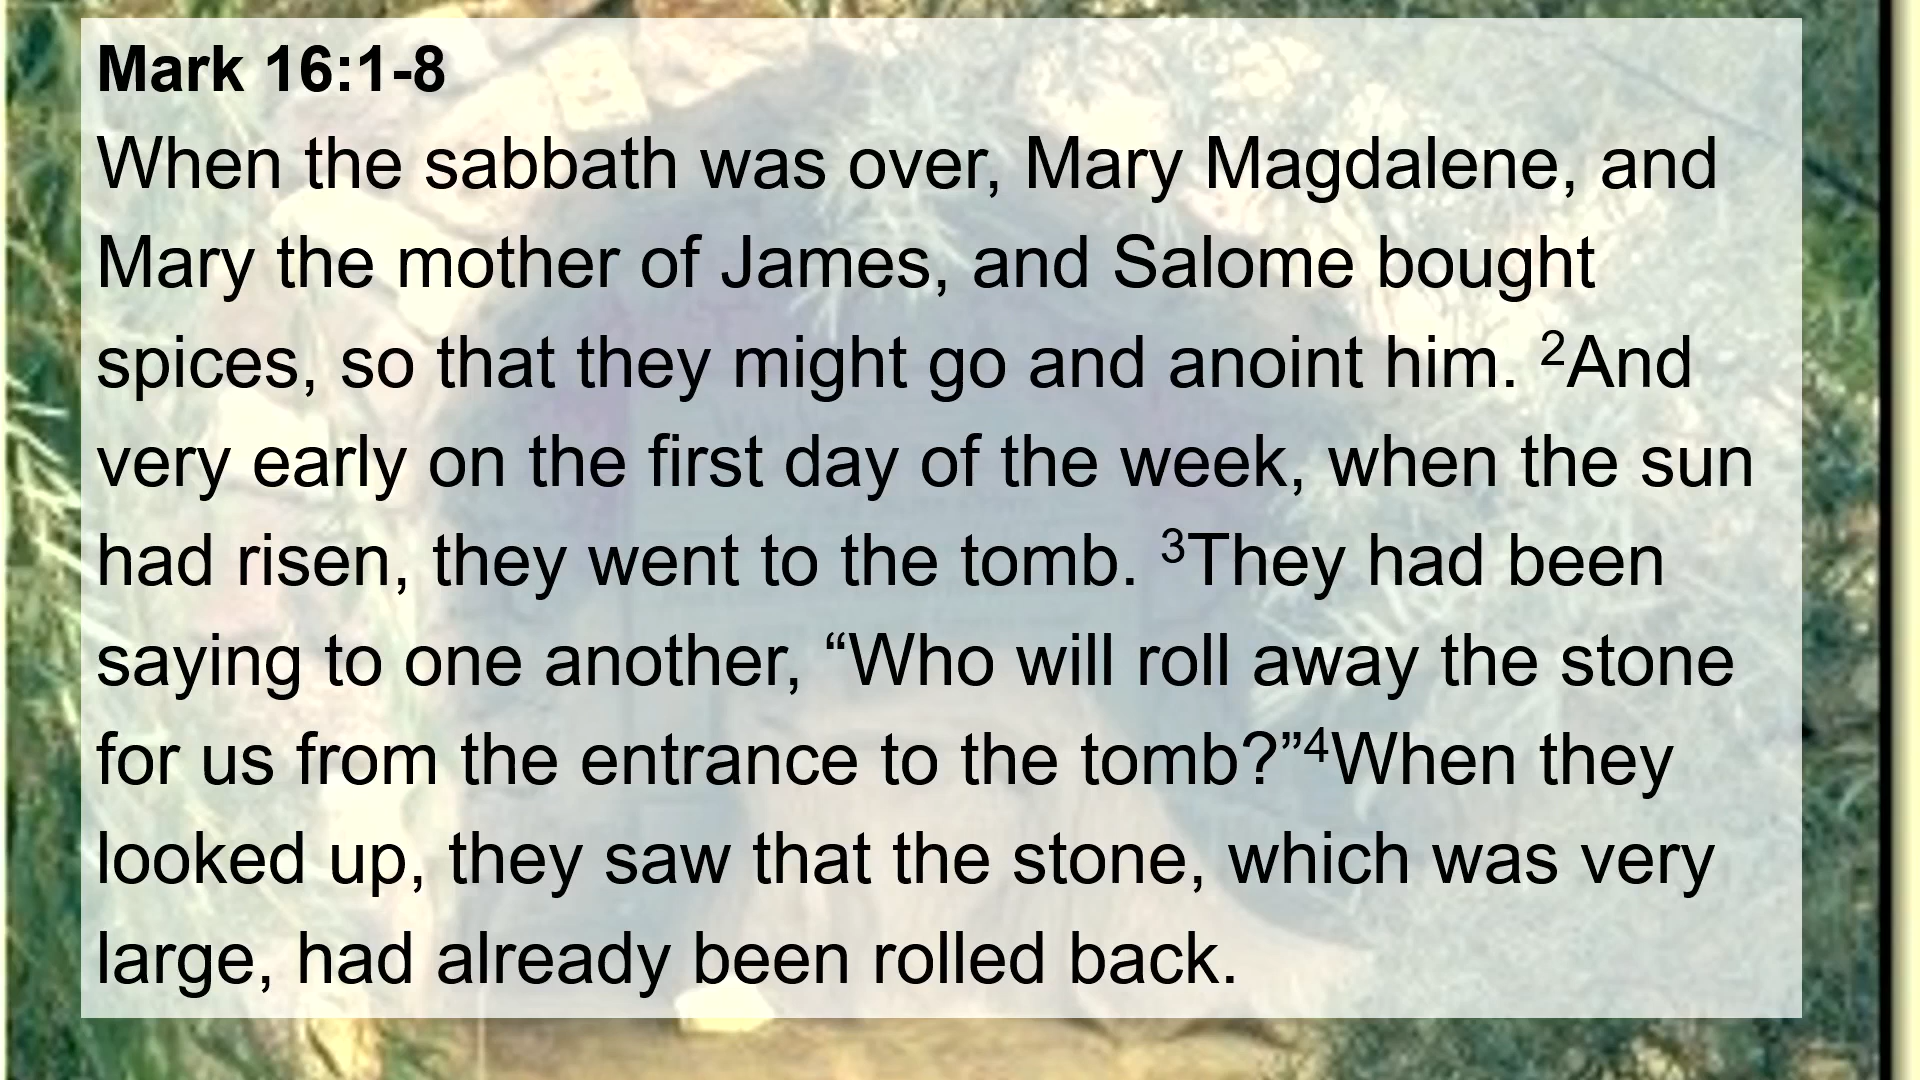 Mark 16:1-8
When the sabbath was over, Mary Magdalene, and
Mary the mother of James, and Salome bought
spices, so that they might go and anoint him. ²And
very early on the first day of the week, when the sun
had risen, they went to the tomb. ³They had been
saying to one another, “Who will roll away the stone
for us from the entrance to the tomb?”⁴When they
looked up, they saw that the stone, which was very
large, had already been rolled back.